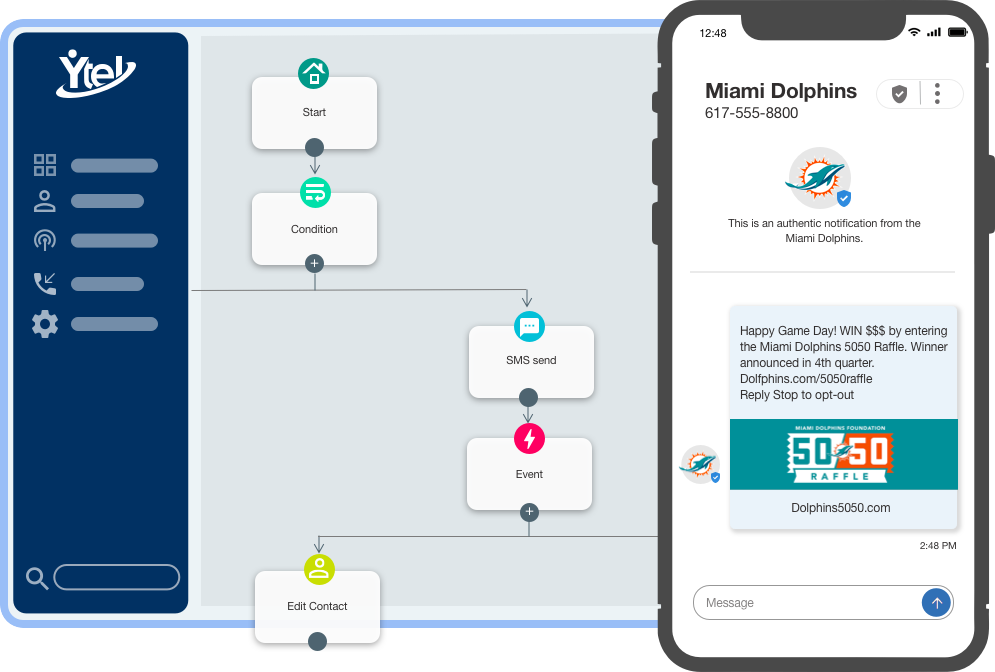 Ytel
Start
Condition
SMS send
Event
Edit Contact
12:48
Miami Dolphins
617-555-8800
This is an authentic notification from the
Miami Dolphins.
Happy Game Day! WIN $$$ by entering
the Miami Dolphins 5050 Raffle. Winner
announced in 4th quarter.
Dolfphins.com/5050raffle
Reply Stop to opt-out
MIAMI DOLPHINS FOUNDATION
50 50
RAFFLE
Dolphins5050.com
2:48 PM
Message